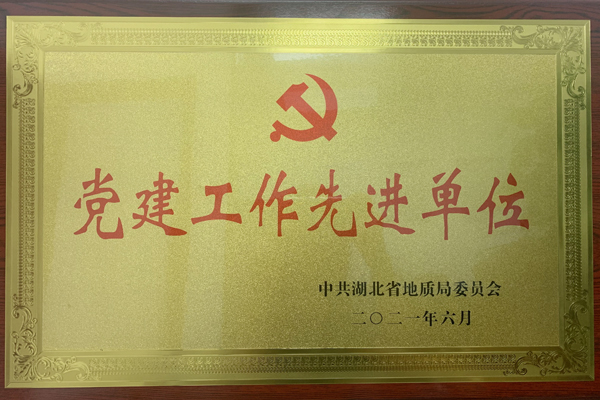 党建工作先进单位
中共湖北省地质局委员会
二〇二一年六月